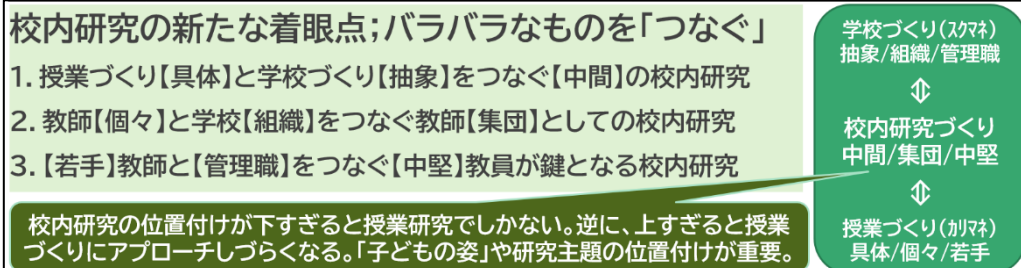 校内研究の新たな着眼点;バラバラなものを「つなぐ」
1. 授業づくり【具体】と学校づくり【抽象】をつなぐ【中間】の校内研究
2. 教師【個々】と学校【組織】をつなぐ教師【集団】としての校内研究
3.【若手】教師と【管理職】をつなぐ【中堅】教員が鍵となる校内研究
校内研究の位置付けが下すぎると授業研究でしかない。逆に、上すぎると授業
づくりにアプローチしづらくなる。「子どもの姿」や研究主題の位置付けが重要。
学校づくり(スクマネ)
抽象/組織/管理職
⇕
校内研究づくり
中間/集団/中堅
⇕
授業づくり(カリマネ)
具体/個々/若手